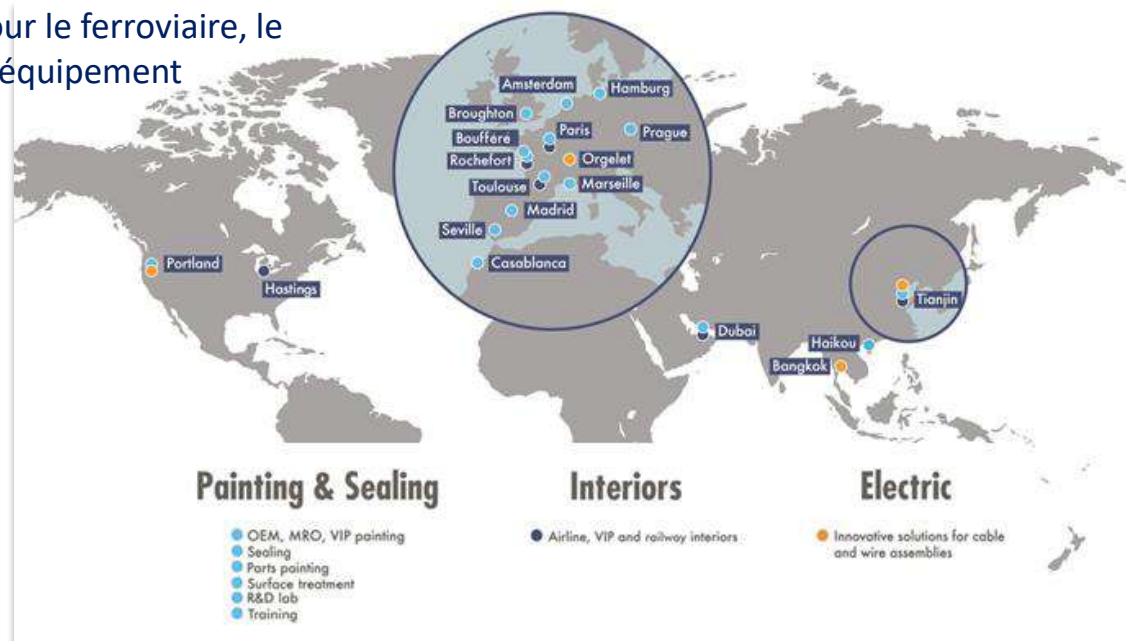 our le ferroviaire, le
équipement
Amsterdam
Hamburg
Broughton
Paris
Prague
Boufféré
Rochefort
Orgelet
Toulouse
Marseille
Madrid
Seville
Casablanca
Portland
Hastings
Tianjin
Dubai
Haikou
Bangkok
Painting & Sealing
OEM, MRO, VIP painting
Sealing
Parts painting
Surface treatment
R&D lab
Training
Interiors
Airline, VIP and railway interiors
Electric
Innovative solutions for cable
and wire assemblies